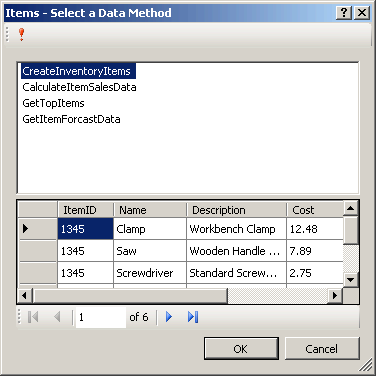 Items - Select a Data Method
CreateInventoryItems
CalculateItemSalesData
GetTopItems
GetItemForcastData
ItemID Name Description Cost
1345 Clamp Workbench Clamp 12.48
1345 Saw Wooden Handle ... 7.89
1345 Screwdriver Standard Screw... 2.75
1 of 6
OK Cancel